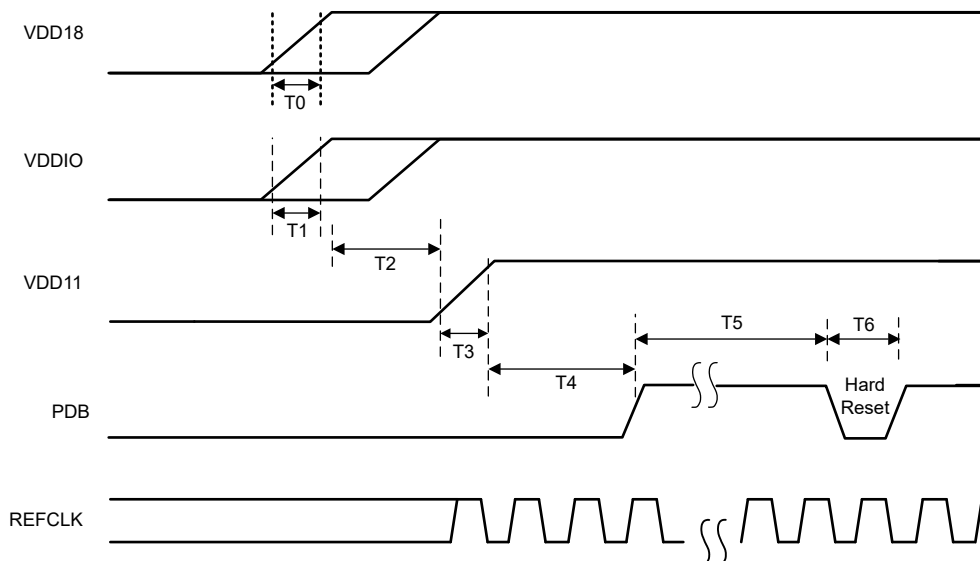 VDD18
T0
VDDIO
T1
T2
VDD11
T3
T4
T5
T6
PDB
Hard
Reset
REFCLK